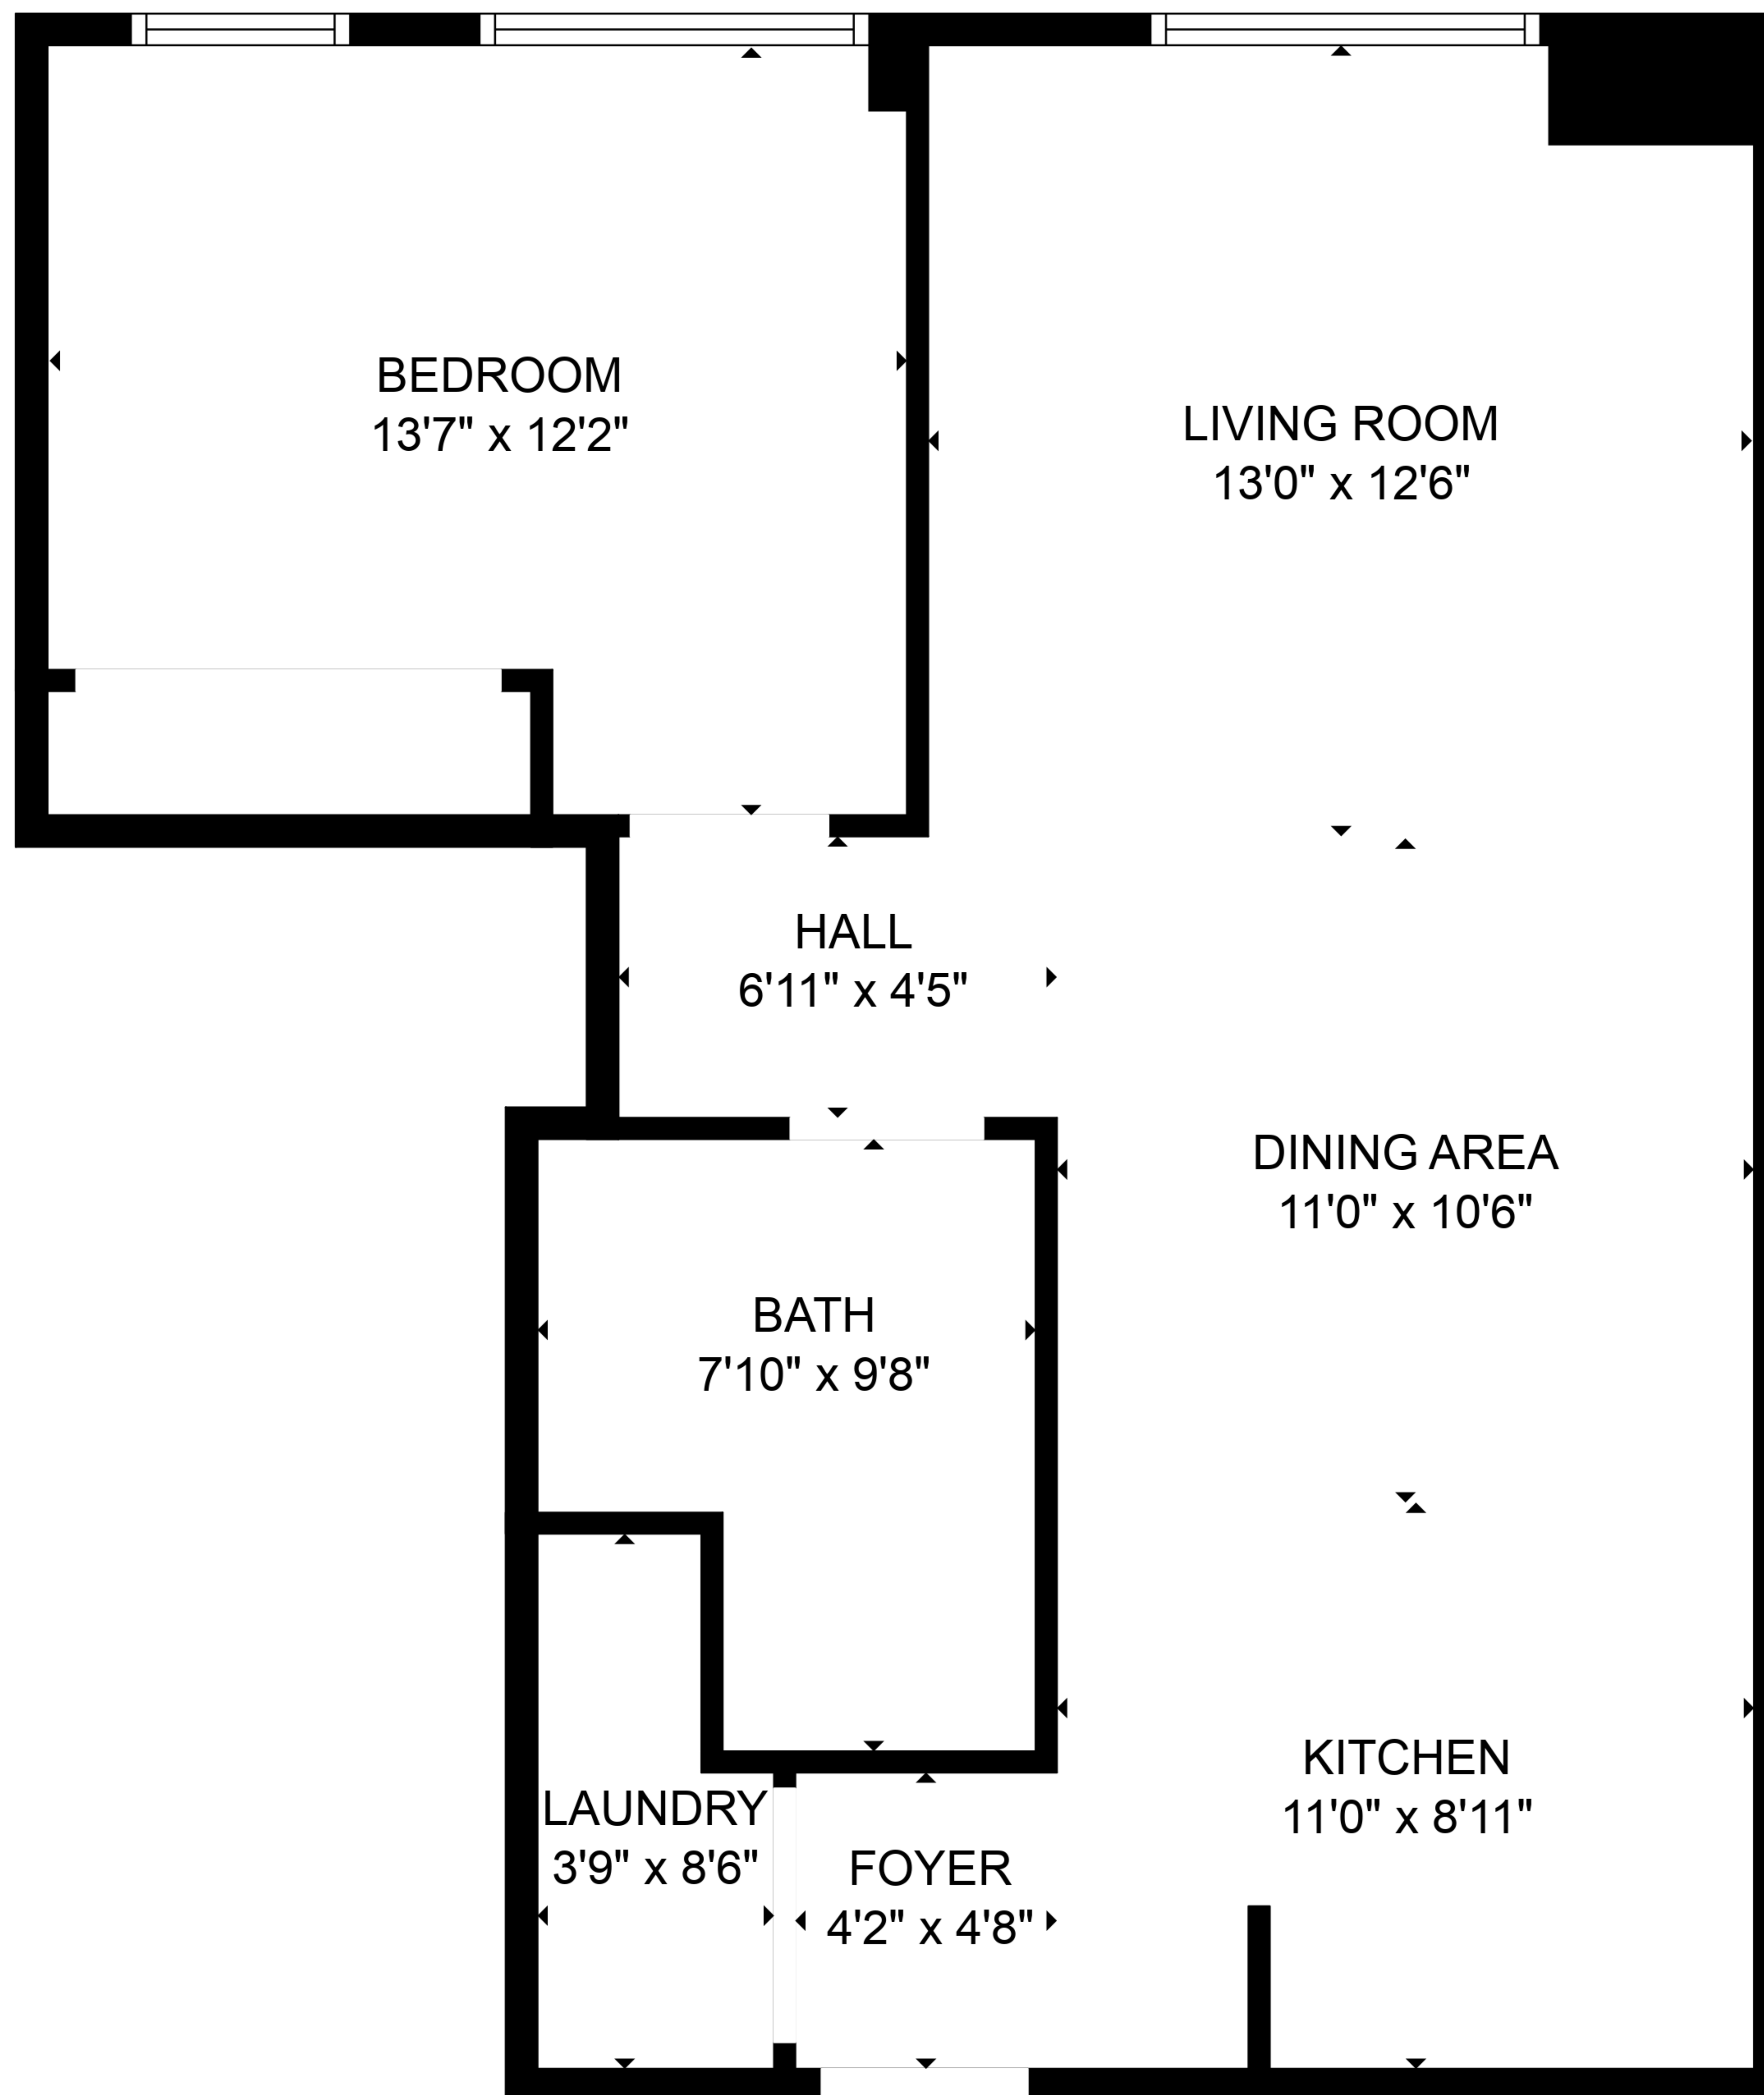 BEDROOM
13'7" x 12'2"
LIVING ROOM
13'0" x 12'6"
HALL
6'11" x 4'5"
DINING AREA
11'0" x 10'6"
BATH
7'10" x 9'8"
KITCHEN
11'0" x 8'11"
LAUNDRY
3'9" x 8'6"
FOYER
4'2" x 4'8"